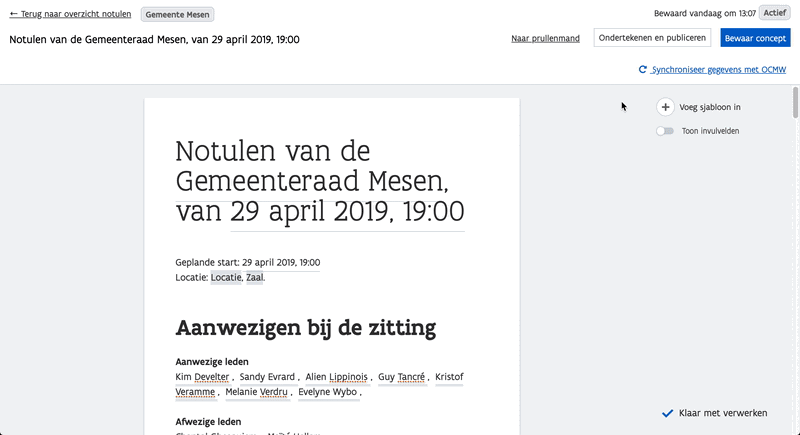 ← Terug naar overzicht notulen
Gemeente Mesen
Bewaard vandaag om 13:07
Actief
Notulen van de Gemeenteraad Mesen, van 29 april 2019, 19:00
Naar prullenmand
Ondertekenen en publiceren
Bewaar concept
Synchroniseer gegevens met OCMW
Voeg sjabloon in
Toon invulvelden
Notulen van de
Gemeenteraad Mesen,
van 29 april 2019, 19:00
Geplande start: 29 april 2019, 19:00
Locatie: Locatie, Zaal.
Aanwezigen bij de zitting
Aanwezige leden
Kim Develter , Sandy Evrard , Alien Lippinois , Guy Tancré , Kristof
Veramme , Melanie Verdru , Evelyne Wybo ,
Afwezige leden
Klaar met verwerken